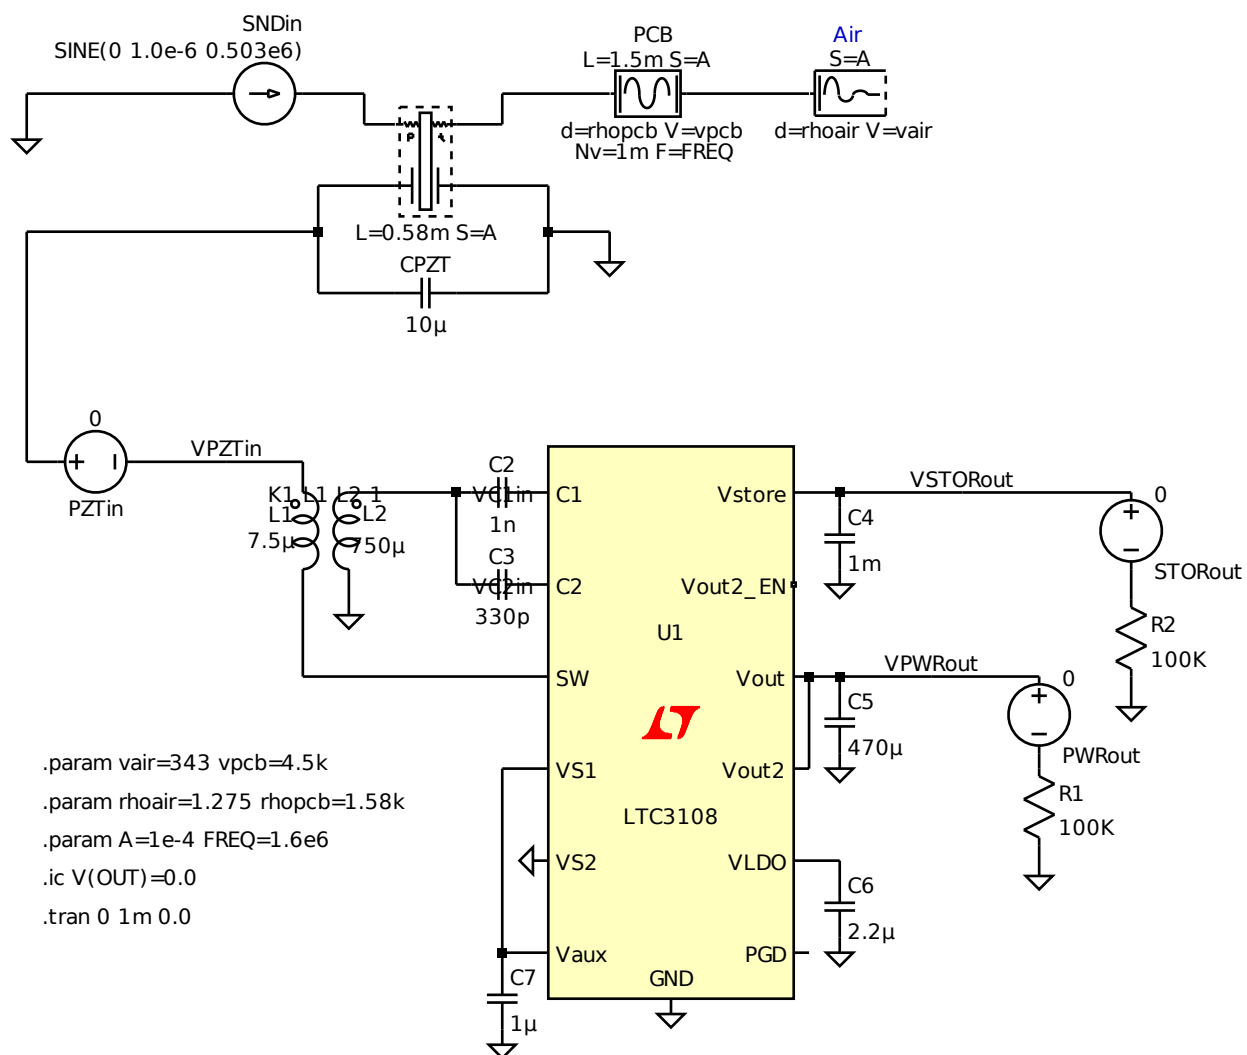 SNDin
SINE(0 1.0e-6 0.503e6)
PCB
L=1.5m S=A
d=rhopcb V=vpcb
Nv=1m F=FREQ
Air
S=A
d=rhoair V=vair
p t
L=0.58m S=A
CPZT
10µ
0
+ −
PZTin
VPZTin
K1 L1 L2 1
L1
7.5µ
L2
750µ
C2
VC1in
1n
C3
VC2in
330p
C1
C2
SW
VS1
VS2
Vaux
U1
LTC3108
GND
Vstore
Vout2_EN
Vout
Vout2
VLDO
PGD
C7
1µ
VSTORout
C4
1m
0
+
−
STORout
R2
100K
VPWRout
C5
470µ
0
+
−
PWRout
R1
100K
C6
2.2µ
.param vair=343 vpcb=4.5k
.param rhoair=1.275 rhopcb=1.58k
.param A=1e-4 FREQ=1.6e6
.ic V(OUT)=0.0
.tran 0 1m 0.0